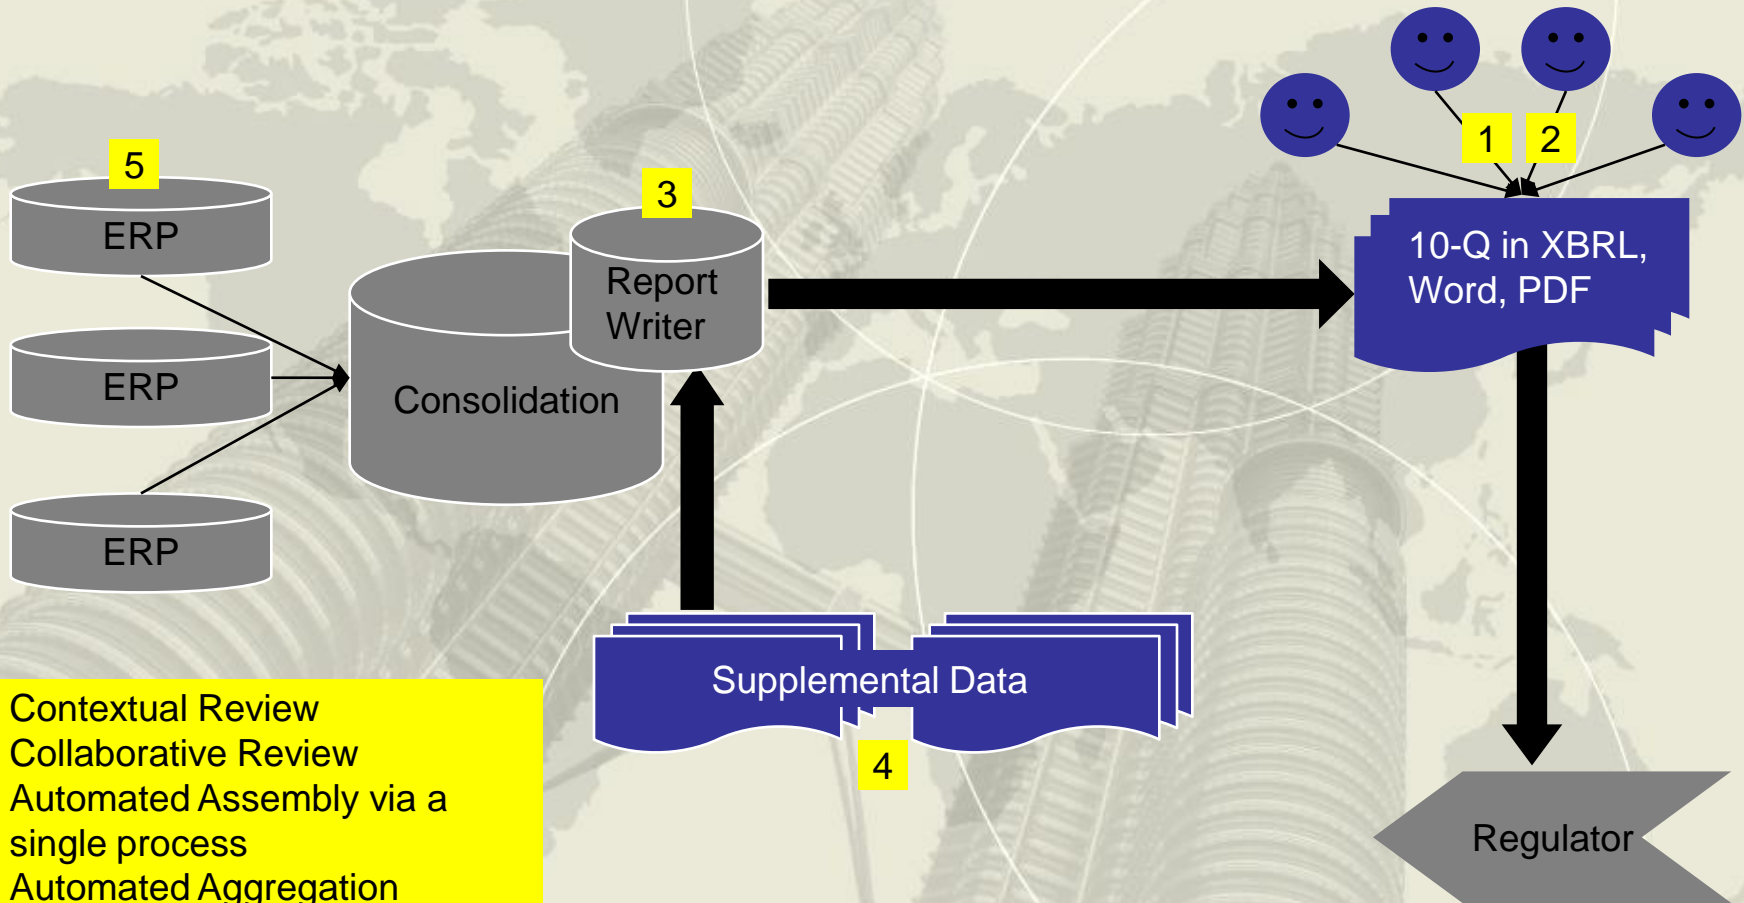 1
2
5
3
ERP
Report
Writer
10-Q in XBRL,
Word, PDF
ERP
Consolidation
ERP
Supplemental Data
4
Contextual Review
Collaborative Review
Automated Assembly via a
single process
Automated Aggregation
Regulator